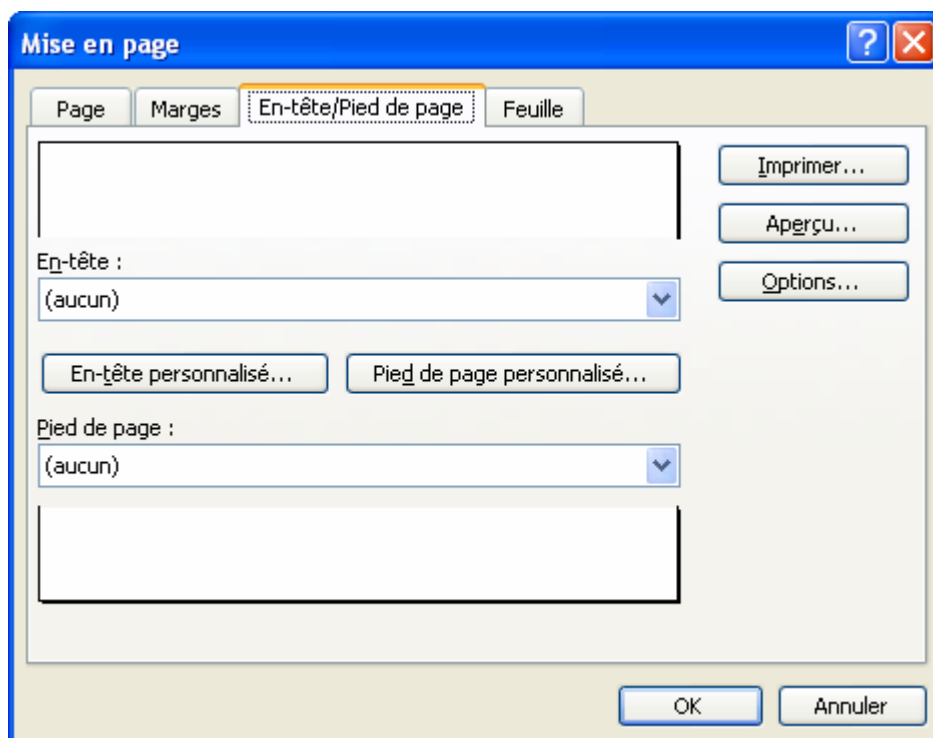 Mise en page
Page Marges En-tête/Pied de page Feuille
Imprimer...
Aperçu...
Options...
En-tête :
(aucun)
En-tête personnalisé... Pied de page personnalisé...
Pied de page :
(aucun)
OK Annuler